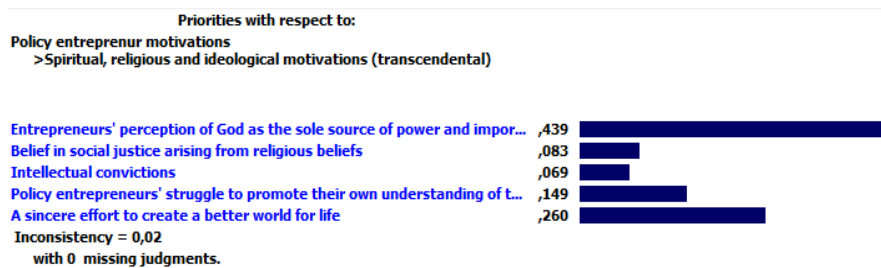 Priorities with respect to:
Policy entreprenur motivations
>Spiritual, religious and ideological motivations (transcendental)
Entrepreneurs' perception of God as the sole source of power and impor... ,439
Belief in social justice arising from religious beliefs ,083
Intellectual convictions ,069
Policy entrepreneurs' struggle to promote their own understanding of t... ,149
A sincere effort to create a better world for life ,260
Inconsistency = 0,02
with 0 missing judgments.